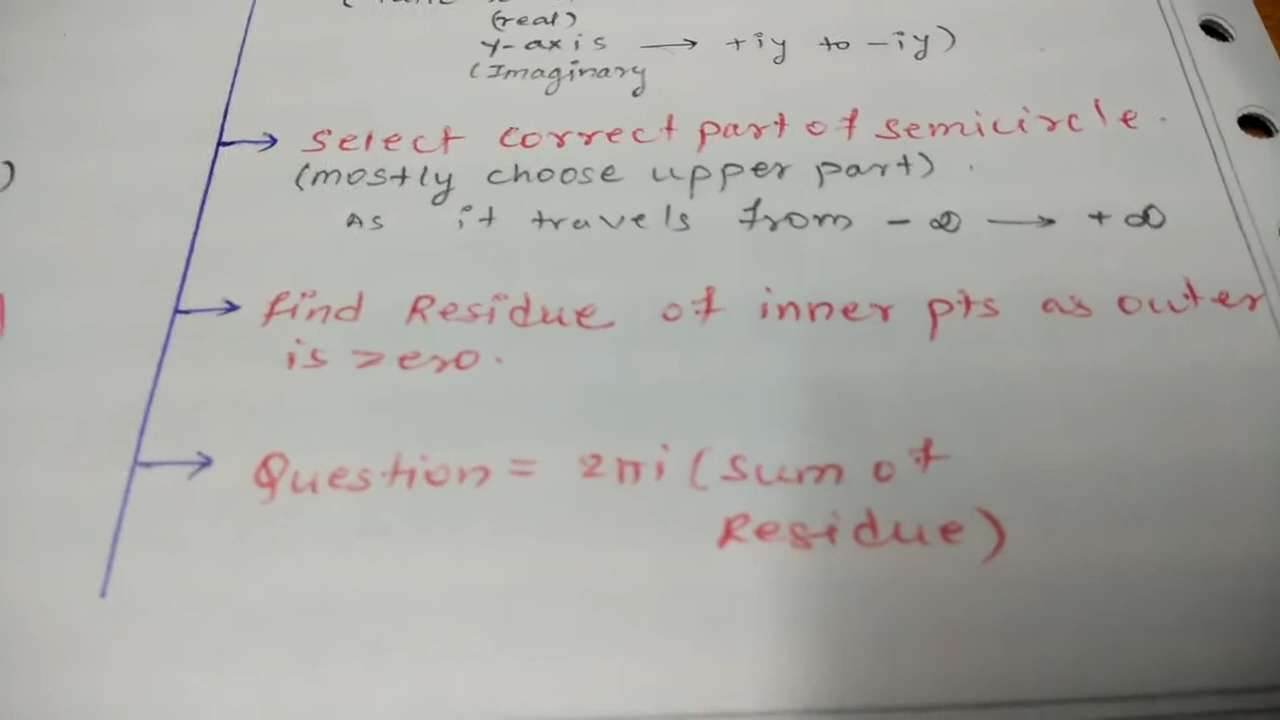 (real)
y-axis → +iy to -iy)
(Imaginary
→ select correct part of semicircle.
(mostly choose upper part).
As it travels from -∞ → +∞
→ find Residue of inner pts as outer
is zero.
→ Question = 2πi (sum of
Residue)